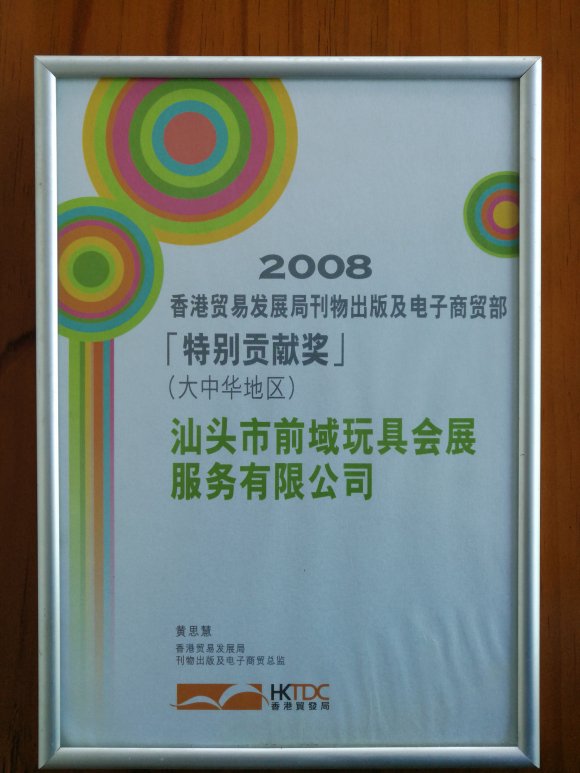 2008
香港贸易发展局刊物出版及电子商贸部
「特别贡献奖」
（大中华地区）
汕头市前域玩具会展
服务有限公司
黄思慧
香港贸易发展局
刊物出版及电子商贸总监
HKTDC
香港貿發局